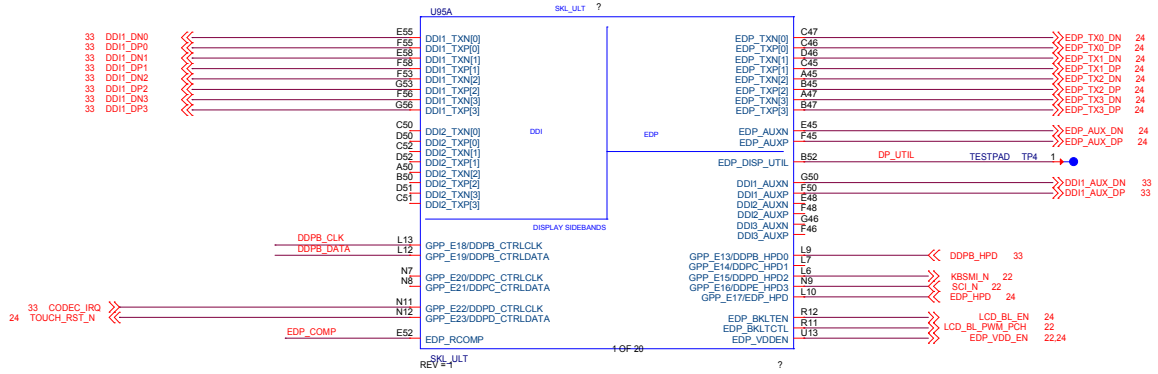 U95A SKL_ULT ?
33 DDI1_DN0 E55 DDI1_TXN[0] EDP_TXN[0] C47 EDP_TX0_DN 24
33 DDI1_DP0 F55 DDI1_TXP[0] EDP_TXP[0] C46 EDP_TX0_DP 24
33 DDI1_DN1 E58 DDI1_TXN[1] EDP_TXN[1] D46 EDP_TX1_DN 24
33 DDI1_DP1 F58 DDI1_TXP[1] EDP_TXP[1] C45 EDP_TX1_DP 24
33 DDI1_DN2 F53 DDI1_TXN[2] EDP_TXN[2] A45 EDP_TX2_DN 24
33 DDI1_DP2 G53 DDI1_TXP[2] EDP_TXP[2] B45 EDP_TX2_DP 24
33 DDI1_DN3 F56 DDI1_TXN[3] EDP_TXN[3] A47 EDP_TX3_DN 24
33 DDI1_DP3 G56 DDI1_TXP[3] EDP_TXP[3] B47 EDP_TX3_DP 24
C50 DDI2_TXN[0] DDI EDP EDP_AUXN E45 EDP_AUX_DN 24
D50 DDI2_TXP[0] EDP_AUXP F45 EDP_AUX_DP 24
C52 DDI2_TXN[1]
D52 DDI2_TXP[1] EDP_DISP_UTIL B52 DP_UTIL TESTPAD TP4 1
A50 DDI2_TXN[2]
B50 DDI2_TXP[2] DDI1_AUXN G50 DDI1_AUX_DN 33
D51 DDI2_TXN[3] DDI1_AUXP F50 DDI1_AUX_DP 33
C51 DDI2_TXP[3] DDI2_AUXN E48
DDI2_AUXP F48
DISPLAY SIDEBANDS DDI3_AUXN G46
DDI3_AUXP F46
DDPB_CLK L13 GPP_E18/DDPB_CTRLCLK
DDPB_DATA L12 GPP_E19/DDPB_CTRLDATA GPP_E13/DDPB_HPD0 L9 DDPB_HPD 33
GPP_E14/DDPC_HPD1 L7
N7 GPP_E20/DDPC_CTRLCLK GPP_E15/DDPD_HPD2 L6 KBSMI_N 22
N8 GPP_E21/DDPC_CTRLDATA GPP_E16/DDPE_HPD3 N9 SCI_N 22
GPP_E17/EDP_HPD L10 EDP_HPD 24
33 CODEC_IRQ N11 GPP_E22/DDPD_CTRLCLK
24 TOUCH_RST_N N12 GPP_E23/DDPD_CTRLDATA EDP_BKLTEN R12 LCD_BL_EN 24
EDP_BKLTCTL R11 LCD_BL_PWM_PCH 22
EDP_COMP E52 EDP_RCOMP EDP_VDDEN U13 EDP_VDD_EN 22,24
1 OF 20
SKL_ULT
REV = 1 ?